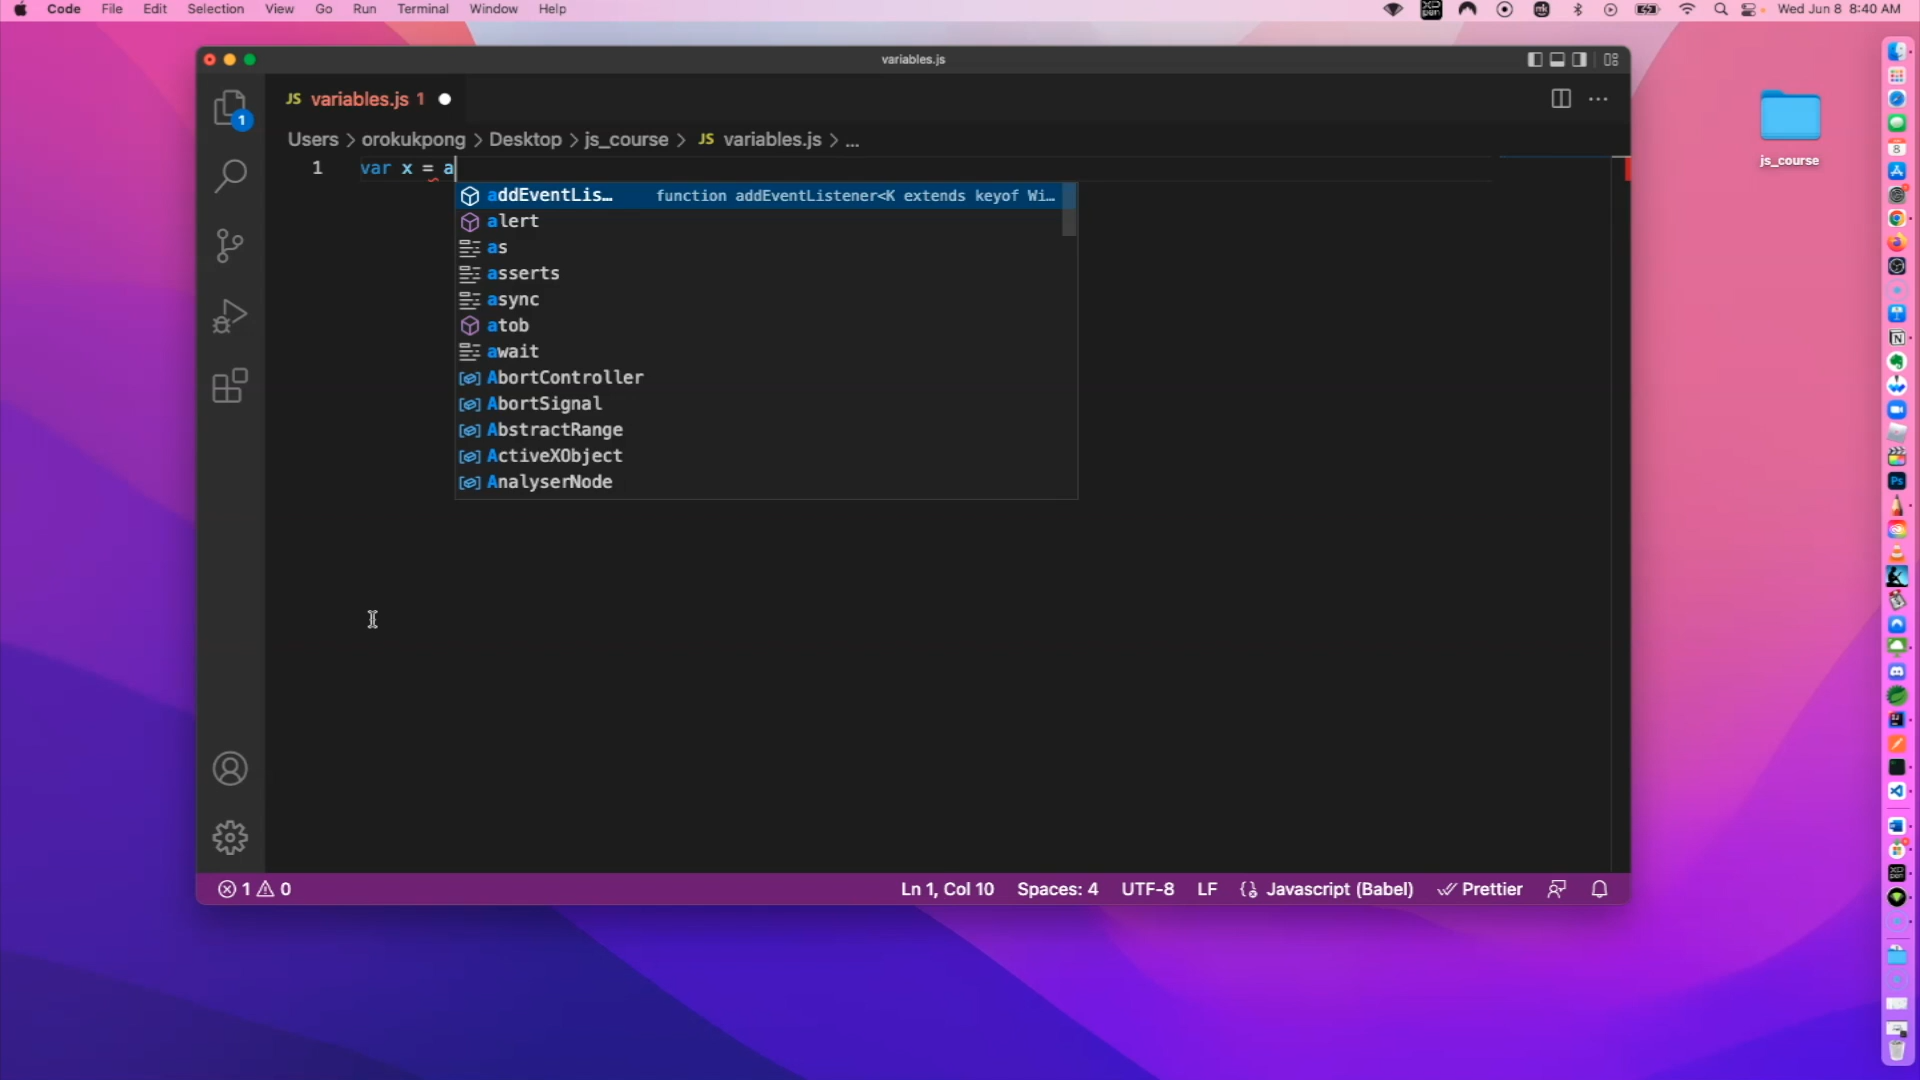 Code File Edit Selection View Go Run Terminal Window Help Wed Jun 8 8:40 AM
variables.js
JS variables.js 1
1
Users > orokukpong > Desktop > js_course > JS variables.js > ...
1 var x = a
addEventLis... function addEventListener<K extends keyof Wi...
alert
as
asserts
async
atob
await
AbortController
AbortSignal
AbstractRange
ActiveXObject
AnalyserNode
js_course
1 0 Ln 1, Col 10 Spaces: 4 UTF-8 LF Javascript (Babel) Prettier